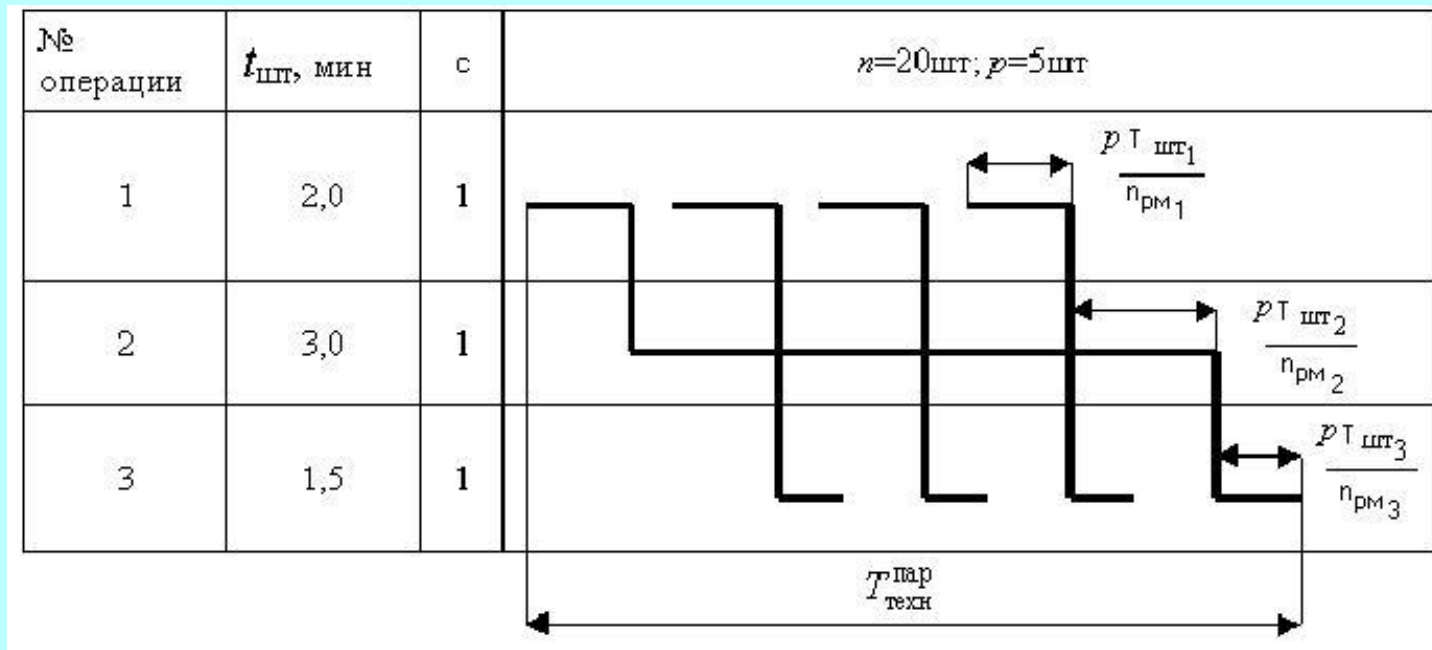 №
операции
t шт, мин
с
n=20шт; p=5шт
1
2,0
1
p т шт1
n рм1
2
3,0
1
p т шт2
n рм2
3
1,5
1
p т шт3
n рм3
T пар техн